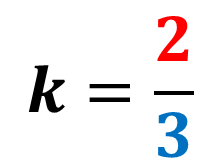 k = 2/3